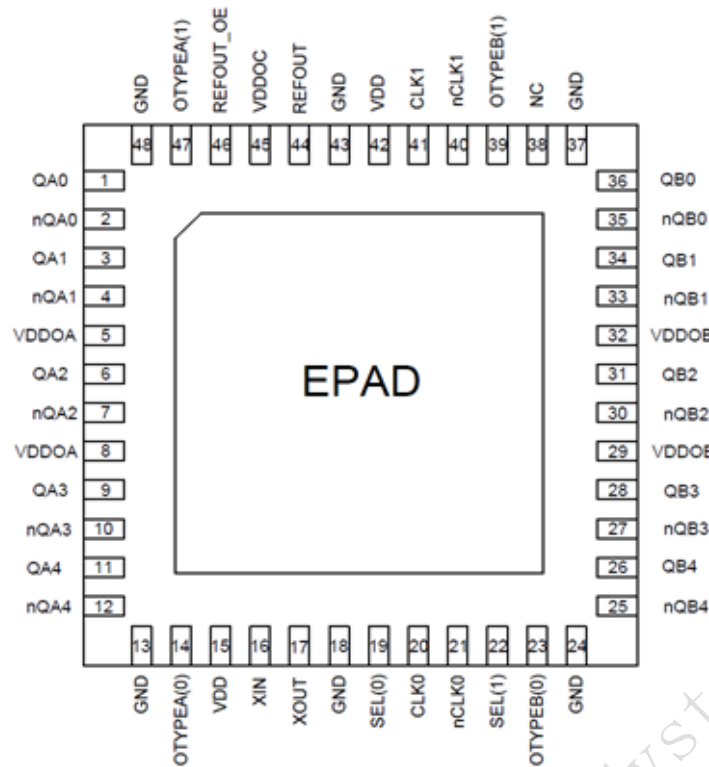 GND
OTYPEA(1)
REFOUT_OE
VDDOC
REFOUT
GND
VDD
CLK1
nCLK1
OTYPEB(1)
NC
GND
48 47 46 45 44 43 42 41 40 39 38 37
QA0 1 36 QB0
nQA0 2 35 nQB0
QA1 3 34 QB1
nQA1 4 33 nQB1
VDDOA 5 32 VDDOB
QA2 6 31 QB2
EPAD
nQA2 7 30 nQB2
VDDOA 8 29 VDDOB
QA3 9 28 QB3
nQA3 10 27 nQB3
QA4 11 26 QB4
nQA4 12 25 nQB4
13 14 15 16 17 18 19 20 21 22 23 24
GND
OTYPEA(0)
VDD
XIN
XOUT
GND
SEL(0)
CLK0
nCLK0
SEL(1)
OTYPEB(0)
GND